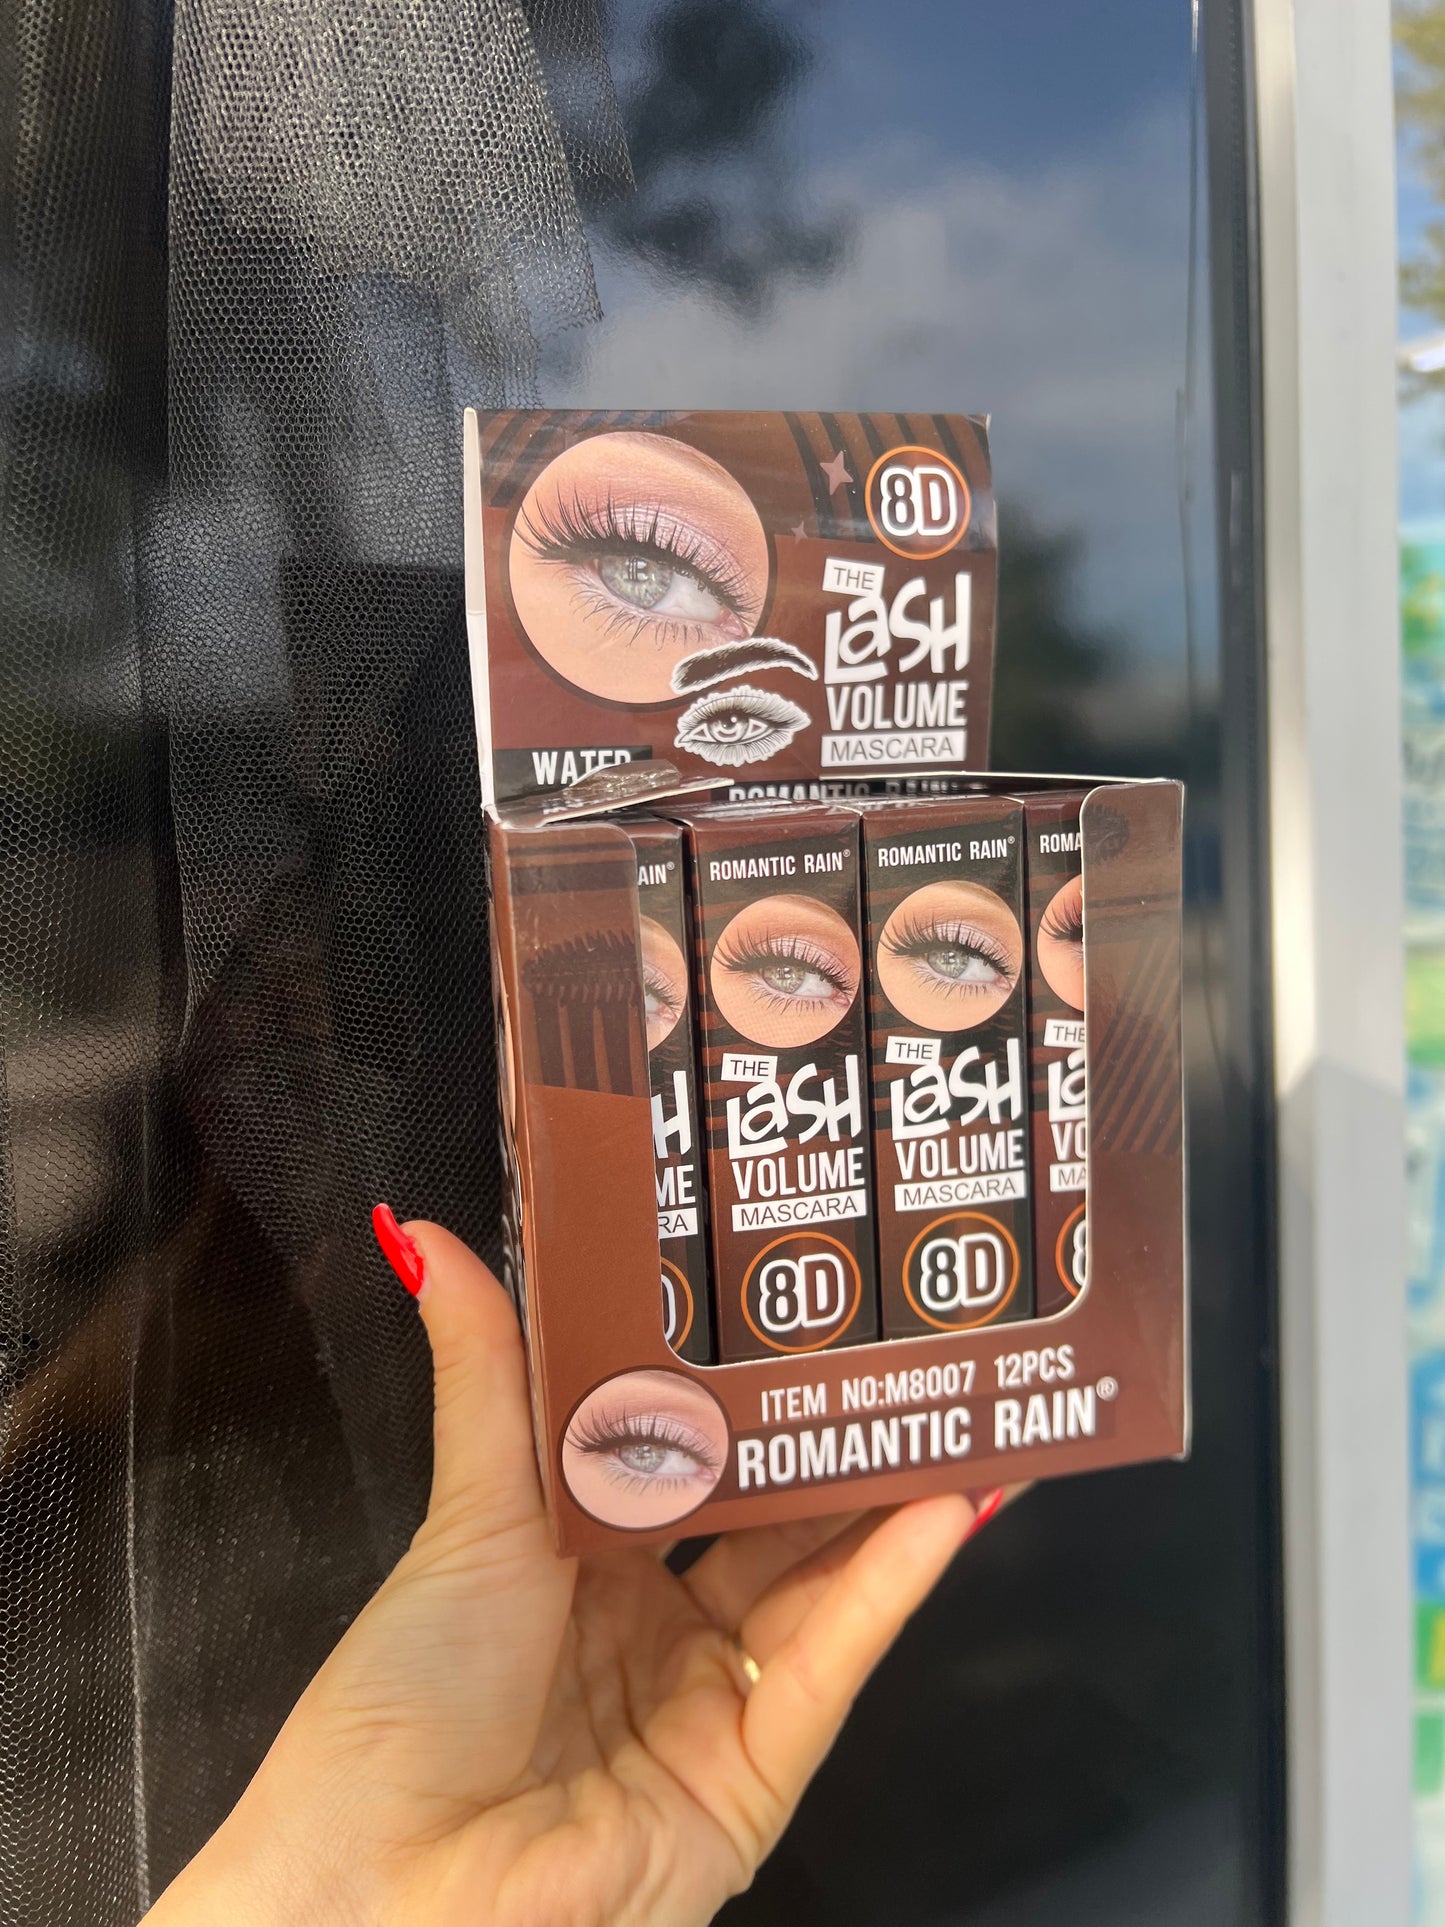 8D
THE
LaSH
VOLUME
MASCARA
ROMANTIC RAIN®
ROMANTIC RAIN®
THE
LaSH
VOLUME
MASCARA
8D
THE
LaSH
VOLUME
MASCARA
8D
ITEM NO:M8007 12PCS
ROMANTIC RAIN®